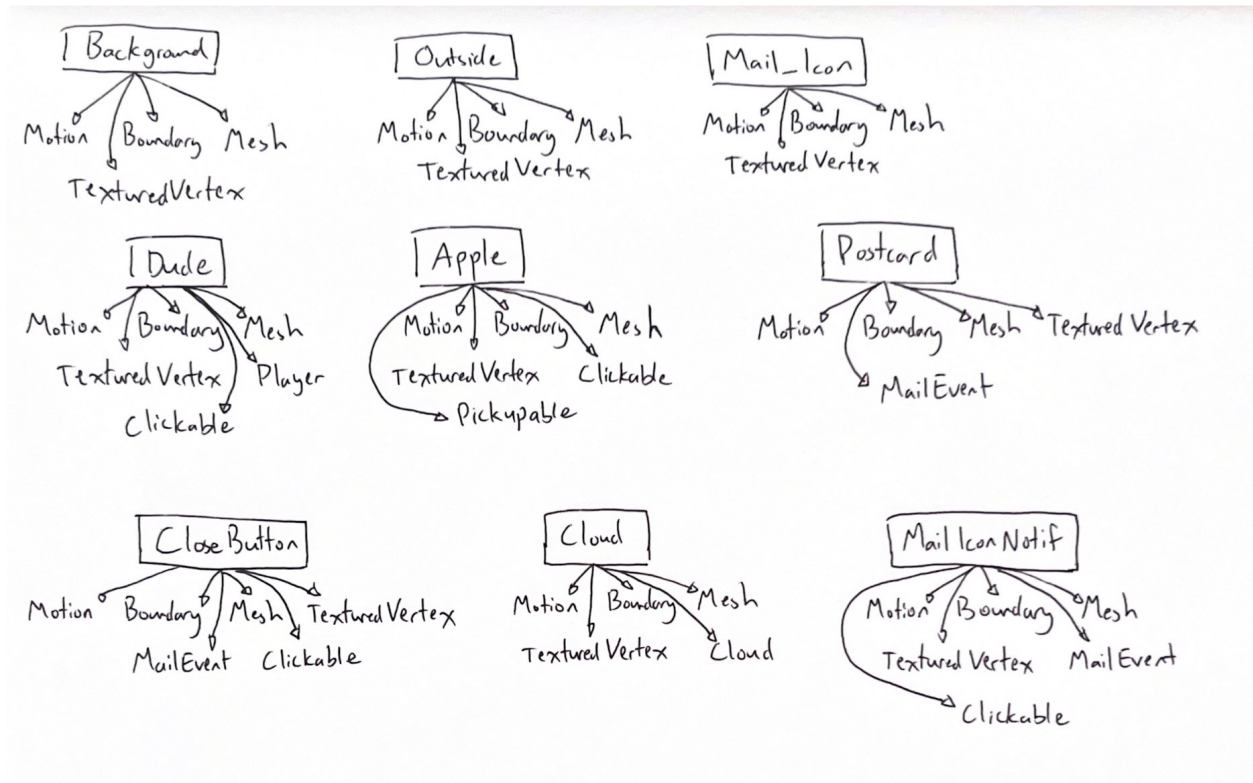 Background
Motion
Boundary
Mesh
TexturedVertex
Outside
Motion
Boundary
Mesh
Textured Vertex
Mail_Icon
Motion
Boundary
Mesh
Textured Vertex
Dude
Motion
Boundary
Mesh
Textured Vertex
Player
Clickable
Apple
Motion
Boundary
Mesh
Textured Vertex
Clickable
Pickupable
Postcard
Motion
Boundary
Mesh
Textured Vertex
MailEvent
Close Button
Motion
Boundary
Mesh
Textured Vertex
MailEvent
Clickable
Cloud
Motion
Boundary
Mesh
Textured Vertex
Cloud
Mail Icon Notif
Motion
Boundary
Mesh
Textured Vertex
MailEvent
Clickable